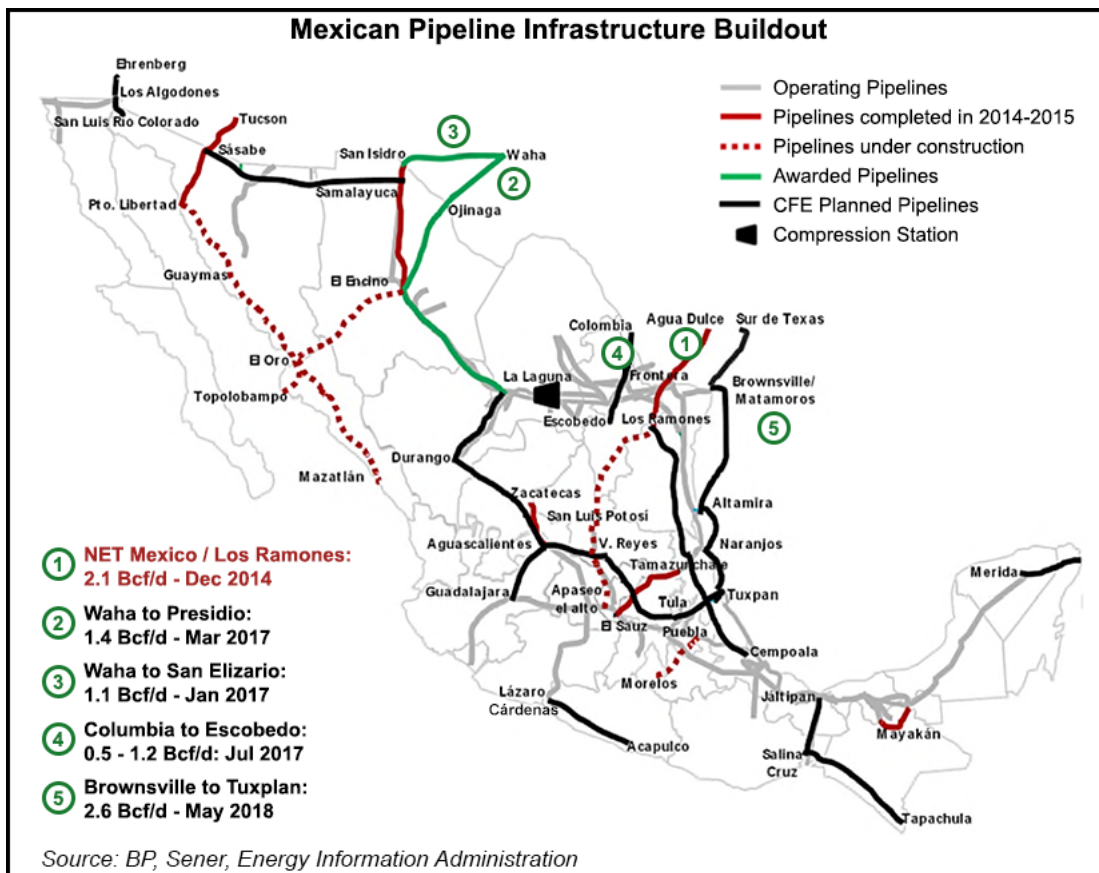 Mexican Pipeline Infrastructure Buildout
Ehrenberg
Los Algodones
San Luis Rio Colorado
Tucson
Sásabe
San Isidro
3
Waha
2
Samalayuca
Pto. Libertad
Ojinaga
Guaymas
El Encino
Operating Pipelines
Pipelines completed in 2014-2015
Pipelines under construction
Awarded Pipelines
CFE Planned Pipelines
Compression Station
Colombia
Agua Dulce
Sur de Texas
4
1
El Oro
La Laguna
Frontera
Brownsville/
Matamoros
Topolobampo
Escobedo
Los Ramones
5
Durango
Mazatlán
Zacatecas
San Luis Potosí
Altamira
Aguascalientes
V. Reyes
Naranjos
Tamazunchale
Merida
Guadalajara
Apaseo
el alto
Tula
Tuxpan
El Sauz
Puebla
Cempoala
Morelos
Lázaro
Cárdenas
Jáltipan
Acapulco
Mayakán
Salina
Cruz
Tapachula
1 NET Mexico / Los Ramones:
2.1 Bcf/d - Dec 2014
2 Waha to Presidio:
1.4 Bcf/d - Mar 2017
3 Waha to San Elizario:
1.1 Bcf/d - Jan 2017
4 Columbia to Escobedo:
0.5 - 1.2 Bcf/d: Jul 2017
5 Brownsville to Tuxplan:
2.6 Bcf/d - May 2018
Source: BP, Sener, Energy Information Administration